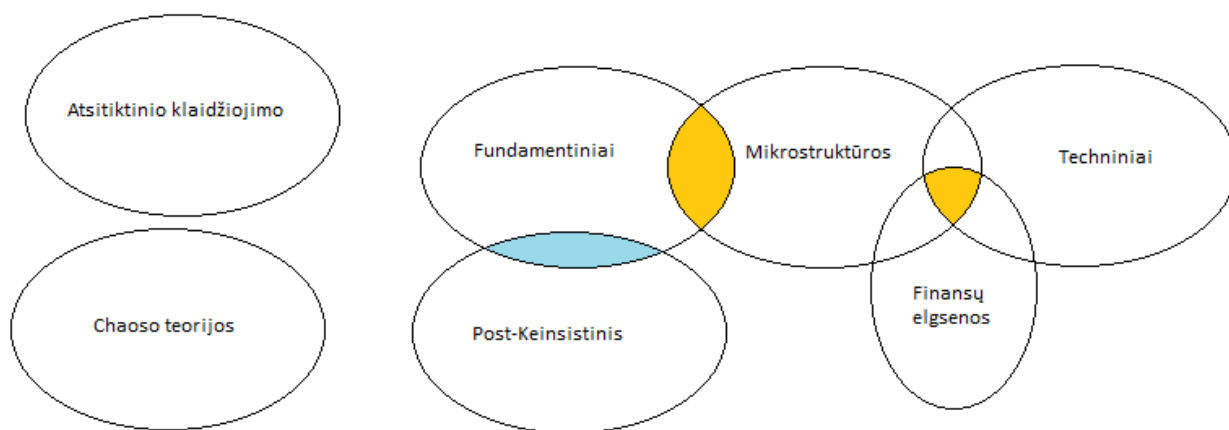 Atsitiktinio klaidžiojimo
Fundamentiniai
Mikrostruktūros
Techniniai
Chaoso teorijos
Post-Keinsistinis
Finansų
elgsenos